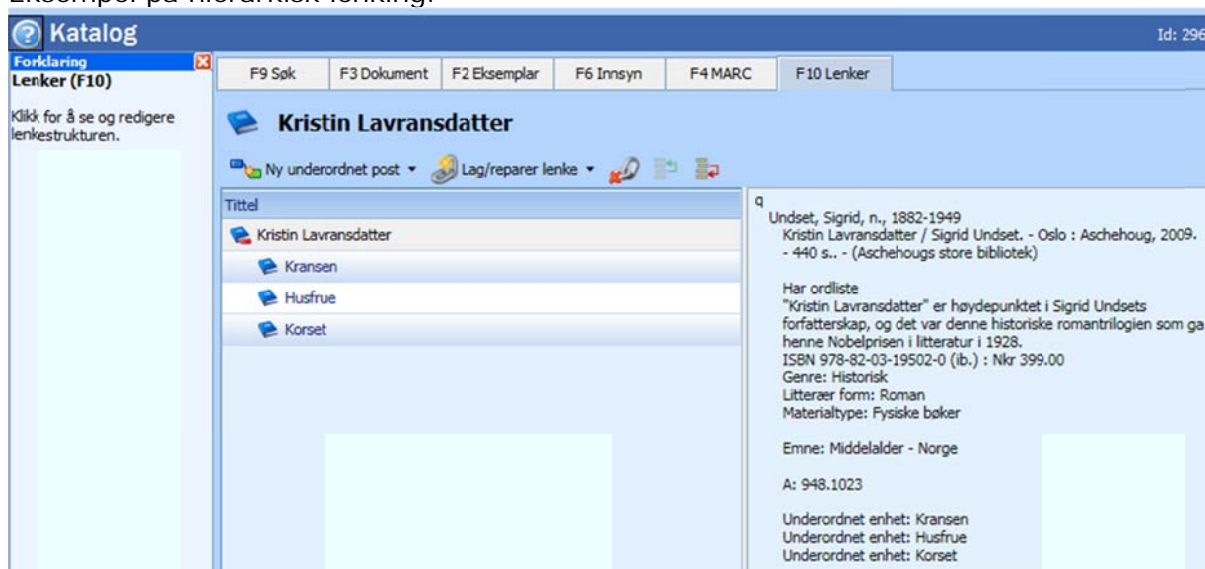 Eksempel på hierarkisk lenking:
Katalog
Id: 296
Forklaring
Lenker (F10)
Klikk for å se og redigere
lenkestrukturen.
F9 Søk F3 Dokument F2 Eksemplar F6 Innsyn F4 MARC F10 Lenker
Kristin Lavransdatter
Ny underordnet post Lag/reparer lenke
Tittel
Kristin Lavransdatter
Kransen
Husfrue
Korset
q
Undset, Sigrid, n., 1882-1949
Kristin Lavransdatter / Sigrid Undset. - Oslo : Aschehoug, 2009.
- 440 s.. - (Aschehougs store bibliotek)
Har ordliste
"Kristin Lavransdatter" er høydepunktet i Sigrid Undsets
forfatterskap, og det var denne historiske romantrilogien som ga
henne Nobelprisen i litteratur i 1928.
ISBN 978-82-03-19502-0 (ib.) : Nkr 399.00
Genre: Historisk
Litterær form: Roman
Materialtype: Fysiske bøker
Emne: Middelalder - Norge
A: 948.1023
Underordnet enhet: Kransen
Underordnet enhet: Husfrue
Underordnet enhet: Korset